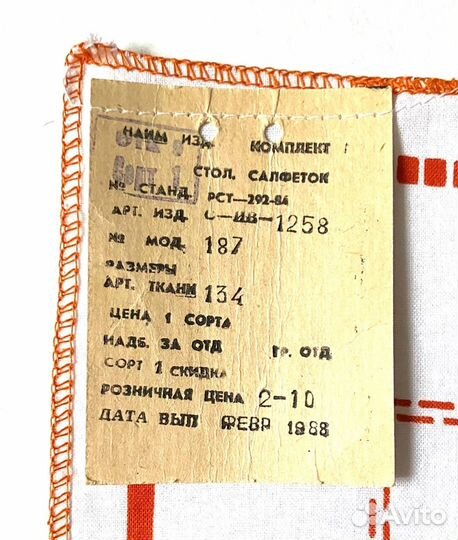 НАИМ ИЗД. КОМПЛЕКТ
СТОЛ. САЛФЕТОК
№ СТАНД. РСТ—292-84
АРТ. ИЗД. С-ИВ-1258
№ МОД. 187
РАЗМЕРЫ
АРТ. ТКАНИ 134
ЦЕНА 1 СОРТА
НАДБ. ЗА ОТД ГР. ОТД
СОРТ 1 СКИДКА
РОЗНИЧНАЯ ЦЕНА 2-10
ДАТА ВЫП ФЕВР 1988
Avito